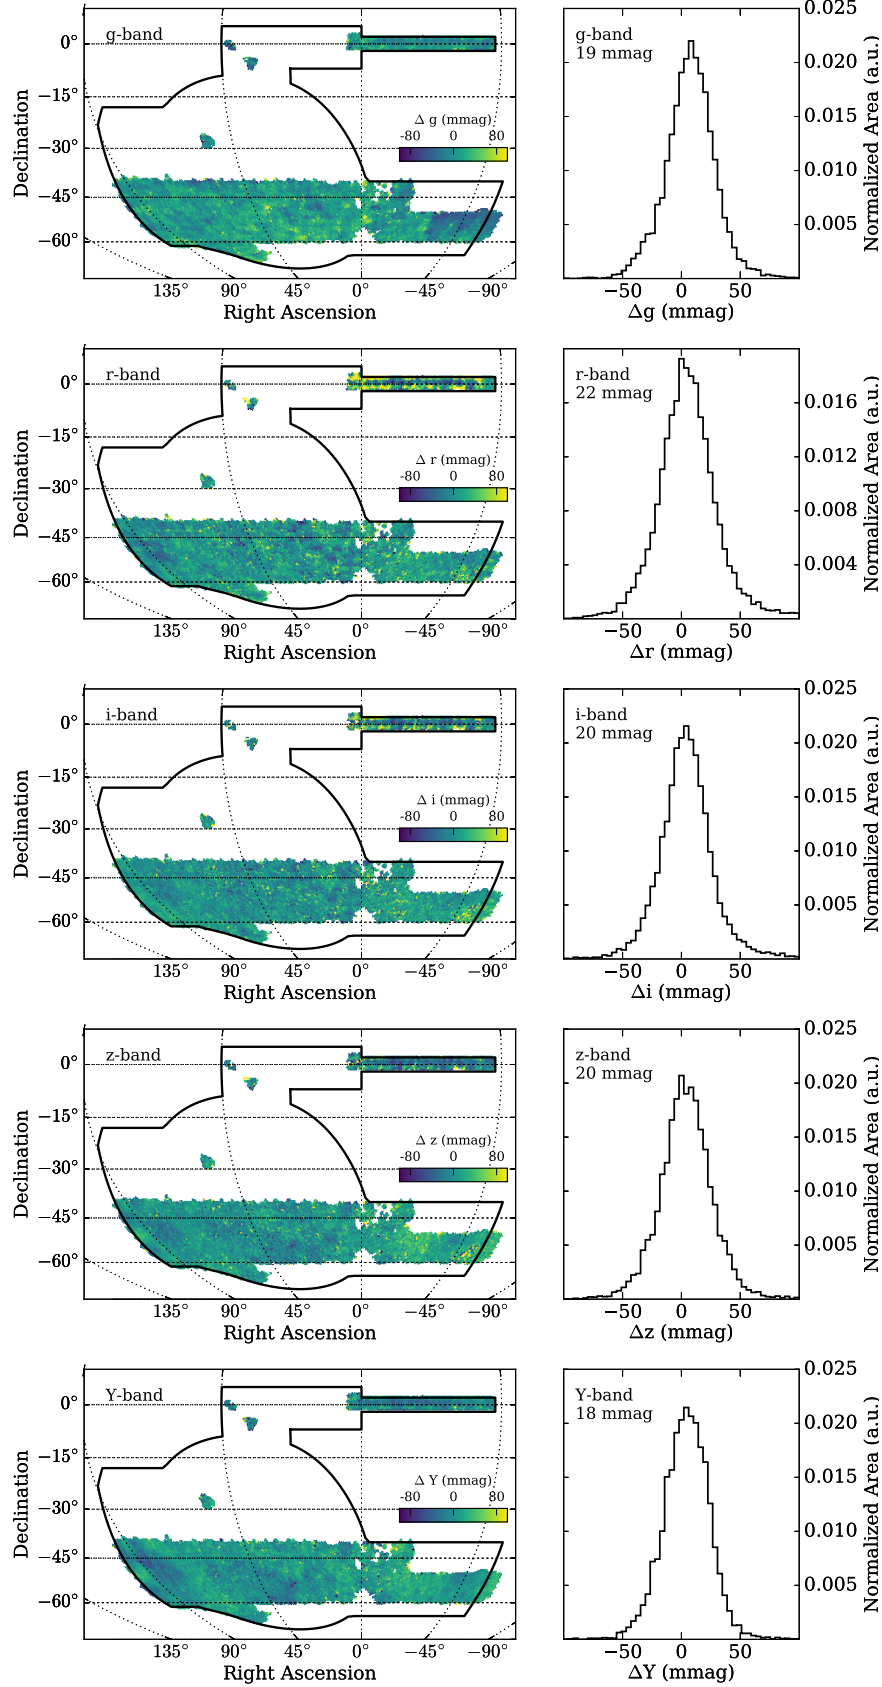 g-band
Δ g (mmag)
-80 0 80
0°
−15°
−30°
−45°
−60°
Declination
135° 90° 45° 0° −45° −90°
Right Ascension
g-band
19 mmag
0.025
0.020
0.015
0.010
0.005
Normalized Area (a.u.)
−50 0 50
Δg (mmag)
r-band
Δ r (mmag)
-80 0 80
0°
−15°
−30°
−45°
−60°
Declination
135° 90° 45° 0° −45° −90°
Right Ascension
r-band
22 mmag
0.016
0.012
0.008
0.004
Normalized Area (a.u.)
−50 0 50
Δr (mmag)
i-band
Δ i (mmag)
-80 0 80
0°
−15°
−30°
−45°
−60°
Declination
135° 90° 45° 0° −45° −90°
Right Ascension
i-band
20 mmag
0.025
0.020
0.015
0.010
0.005
Normalized Area (a.u.)
−50 0 50
Δi (mmag)
z-band
Δ z (mmag)
-80 0 80
0°
−15°
−30°
−45°
−60°
Declination
135° 90° 45° 0° −45° −90°
Right Ascension
z-band
20 mmag
0.025
0.020
0.015
0.010
0.005
Normalized Area (a.u.)
−50 0 50
Δz (mmag)
Y-band
Δ Y (mmag)
-80 0 80
0°
−15°
−30°
−45°
−60°
Declination
135° 90° 45° 0° −45° −90°
Right Ascension
Y-band
18 mmag
0.025
0.020
0.015
0.010
0.005
Normalized Area (a.u.)
−50 0 50
ΔY (mmag)